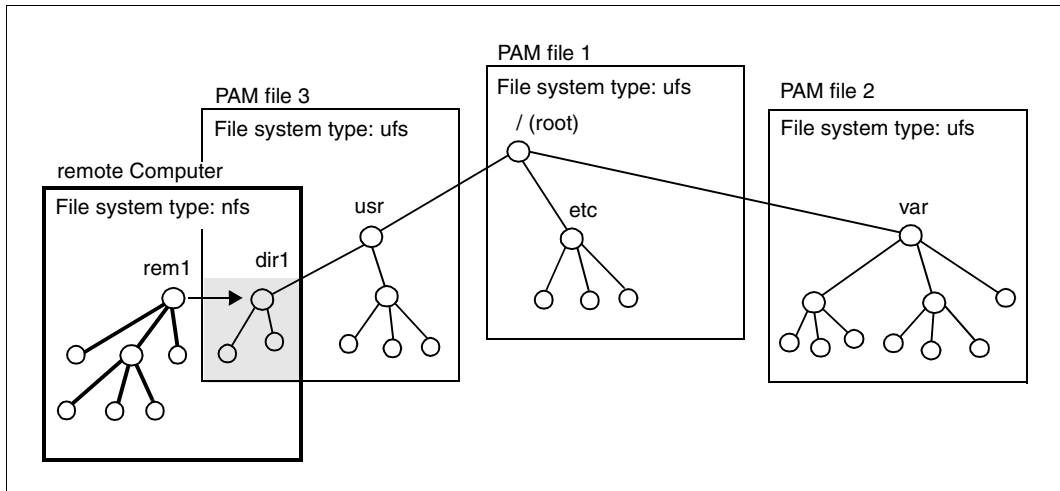 PAM file 1
File system type: ufs
/ (root)
etc
PAM file 3
File system type: ufs
usr
dir1
PAM file 2
File system type: ufs
var
remote Computer
File system type: nfs
rem1